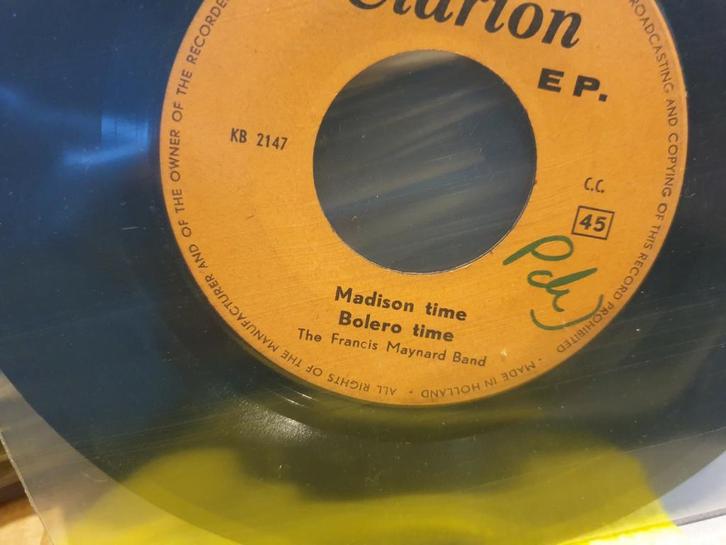 Clarion
EP.
KB 2147
C.C.
45
Madison time
Bolero time
The Francis Maynard Band
ALL RIGHTS OF THE MANUFACTURER AND OF THE OWNER OF THE RECORDED
BROADCASTING AND COPYING OF THIS RECORD PROHIBITED · MADE IN HOLLAND ·